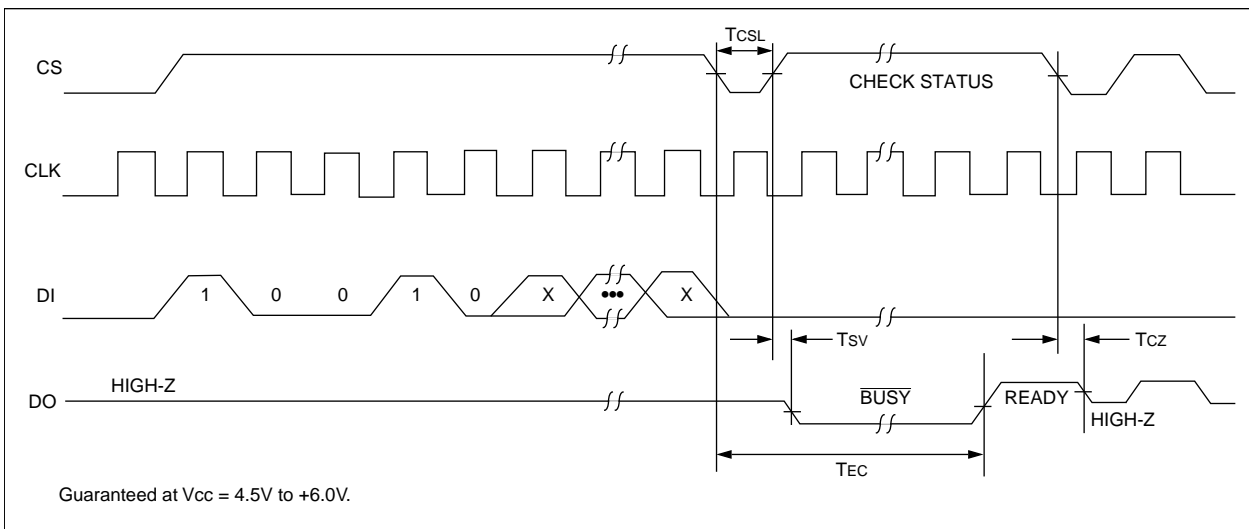 TCSL
CS
CHECK STATUS
CLK
DI
1 0 0 1 0 X ••• X
TSV
TCZ
HIGH-Z
DO
BUSY
READY
HIGH-Z
TEC
Guaranteed at Vcc = 4.5V to +6.0V.